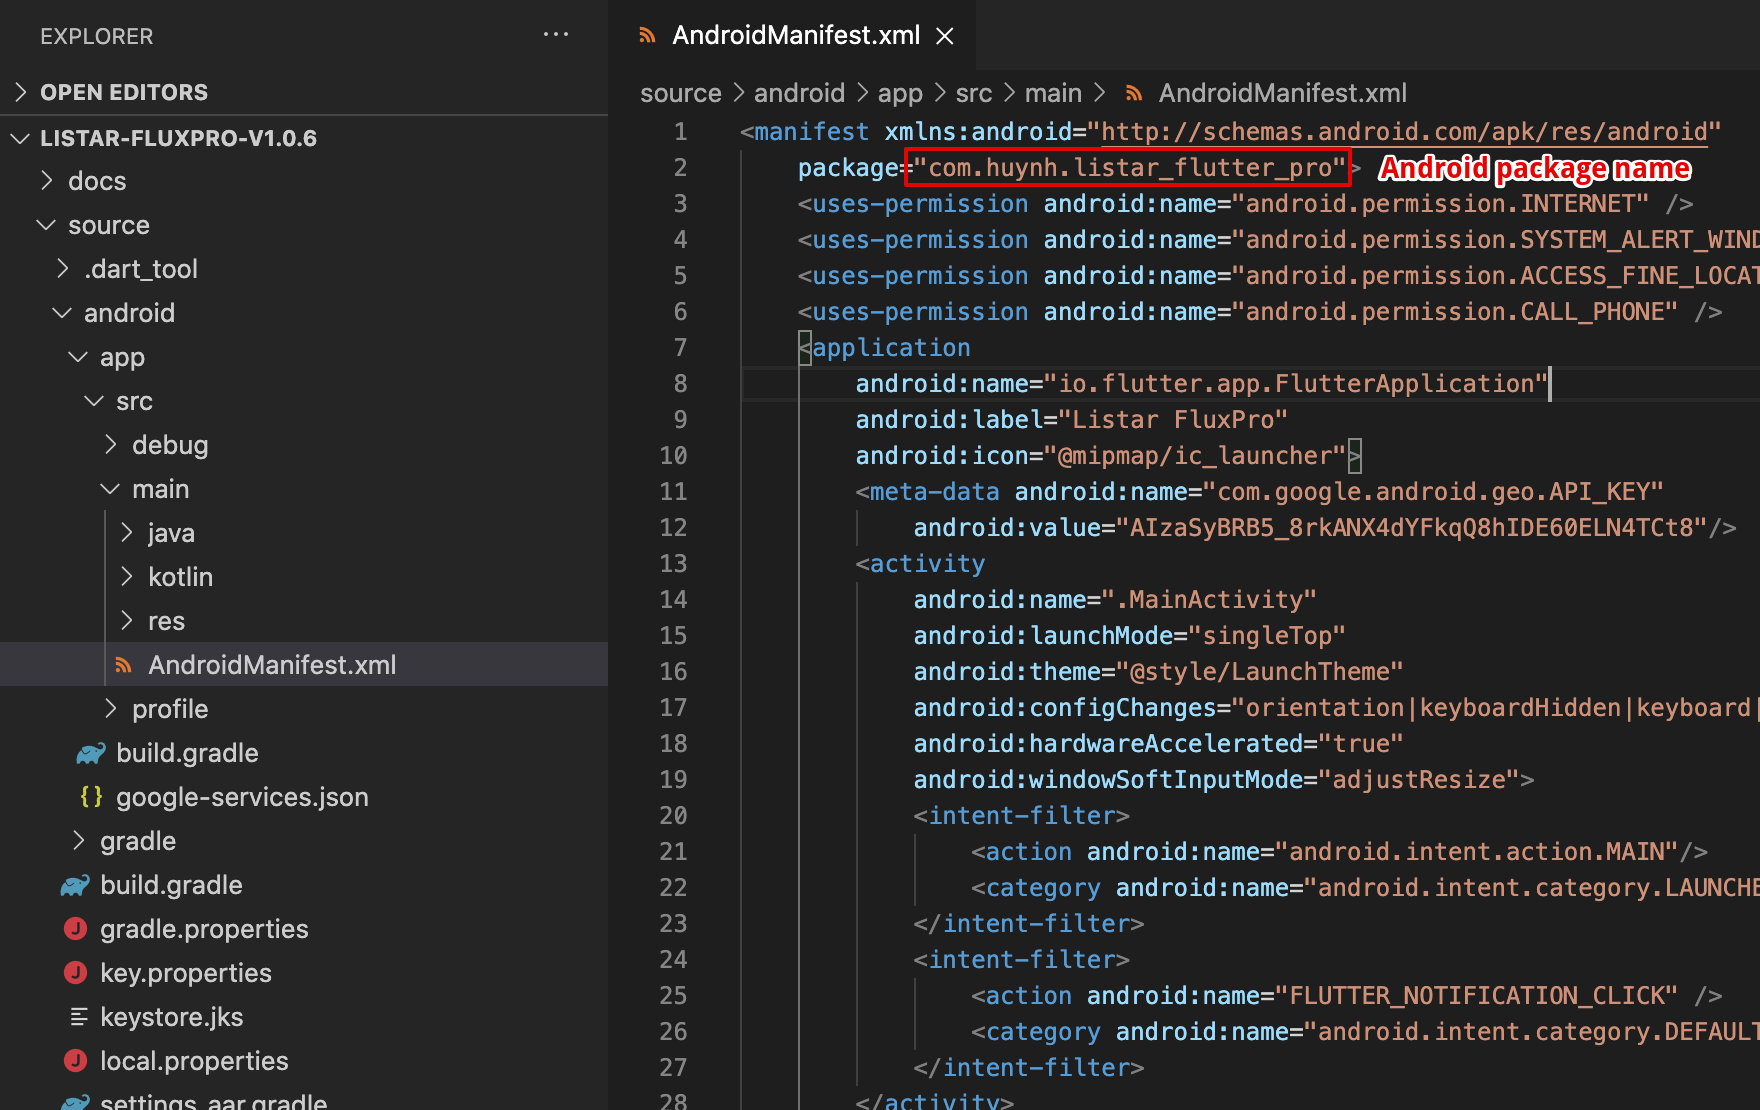 EXPLORER
OPEN EDITORS
LISTAR-FLUXPRO-V1.0.6
docs
source
.dart_tool
android
app
src
debug
main
java
kotlin
res
AndroidManifest.xml
profile
build.gradle
google-services.json
gradle
build.gradle
gradle.properties
key.properties
keystore.jks
local.properties
settings_aar.gradle
AndroidManifest.xml
source > android > app > src > main > AndroidManifest.xml
1 <manifest xmlns:android="http://schemas.android.com/apk/res/android"
2 package="com.huynh.listar_flutter_pro"> Android package name
3 <uses-permission android:name="android.permission.INTERNET" />
4 <uses-permission android:name="android.permission.SYSTEM_ALERT_WIND
5 <uses-permission android:name="android.permission.ACCESS_FINE_LOCAT
6 <uses-permission android:name="android.permission.CALL_PHONE" />
7 <application
8 android:name="io.flutter.app.FlutterApplication"
9 android:label="Listar FluxPro"
10 android:icon="@mipmap/ic_launcher">
11 <meta-data android:name="com.google.android.geo.API_KEY"
12 android:value="AIzaSyBRB5_8rkANX4dYFkqQ8hIDE60ELN4TCt8"/>
13 <activity
14 android:name=".MainActivity"
15 android:launchMode="singleTop"
16 android:theme="@style/LaunchTheme"
17 android:configChanges="orientation|keyboardHidden|keyboard|
18 android:hardwareAccelerated="true"
19 android:windowSoftInputMode="adjustResize">
20 <intent-filter>
21 <action android:name="android.intent.action.MAIN"/>
22 <category android:name="android.intent.category.LAUNCHE
23 </intent-filter>
24 <intent-filter>
25 <action android:name="FLUTTER_NOTIFICATION_CLICK" />
26 <category android:name="android.intent.category.DEFAULT
27 </intent-filter>
28 </activity>